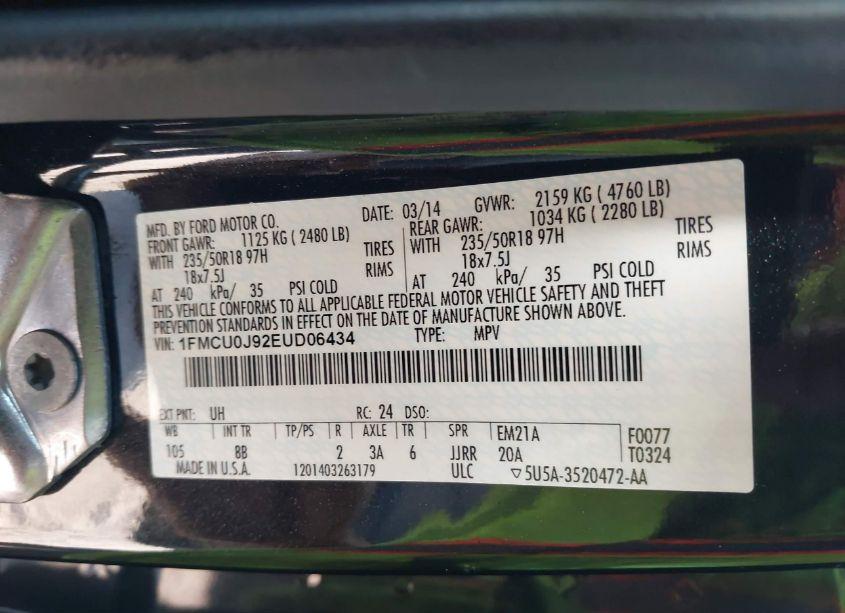 MFD. BY FORD MOTOR CO. DATE: 03/14 GVWR: 2159 KG ( 4760 LB)
FRONT GAWR: 1125 KG ( 2480 LB) REAR GAWR: 1034 KG ( 2280 LB)
WITH 235/50R18 97H TIRES WITH 235/50R18 97H TIRES
18x7.5J RIMS 18x7.5J RIMS
AT 240 kPa/ 35 PSI COLD AT 240 kPa/ 35 PSI COLD
THIS VEHICLE CONFORMS TO ALL APPLICABLE FEDERAL MOTOR VEHICLE SAFETY AND THEFT
PREVENTION STANDARDS IN EFFECT ON THE DATE OF MANUFACTURE SHOWN ABOVE.
VIN: 1FMCU0J92EUD06434 TYPE: MPV
EXT PNT: UH RC: 24 DSO:
WB INT TR TP/PS R AXLE TR SPR EM21A F0077
105 8B 2 3A 6 JJRR 20A T0324
MADE IN U.S.A. 1201403263179 ULC ▽5U5A-3520472-AA